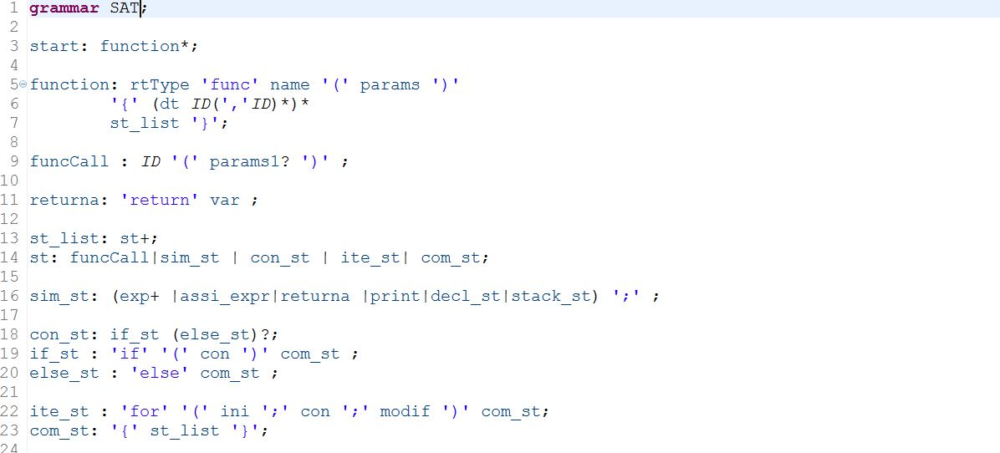 1 grammar SAT;
2
3 start: function*;
4
5 function: rtType 'func' name '(' params ')'
6 '{' (dt ID(','ID)*)*
7 st_list '}';
8
9 funcCall : ID '(' params1? ')' ;
10
11 returna: 'return' var ;
12
13 st_list: st+;
14 st: funcCall|sim_st | con_st | ite_st| com_st;
15
16 sim_st: (exp+ |assi_expr|returna |print|decl_st|stack_st) ';' ;
17
18 con_st: if_st (else_st)?;
19 if_st : 'if' '(' con ')' com_st ;
20 else_st : 'else' com_st ;
21
22 ite_st : 'for' '(' ini ';' con ';' modif ')' com_st;
23 com_st: '{' st_list '}';
24